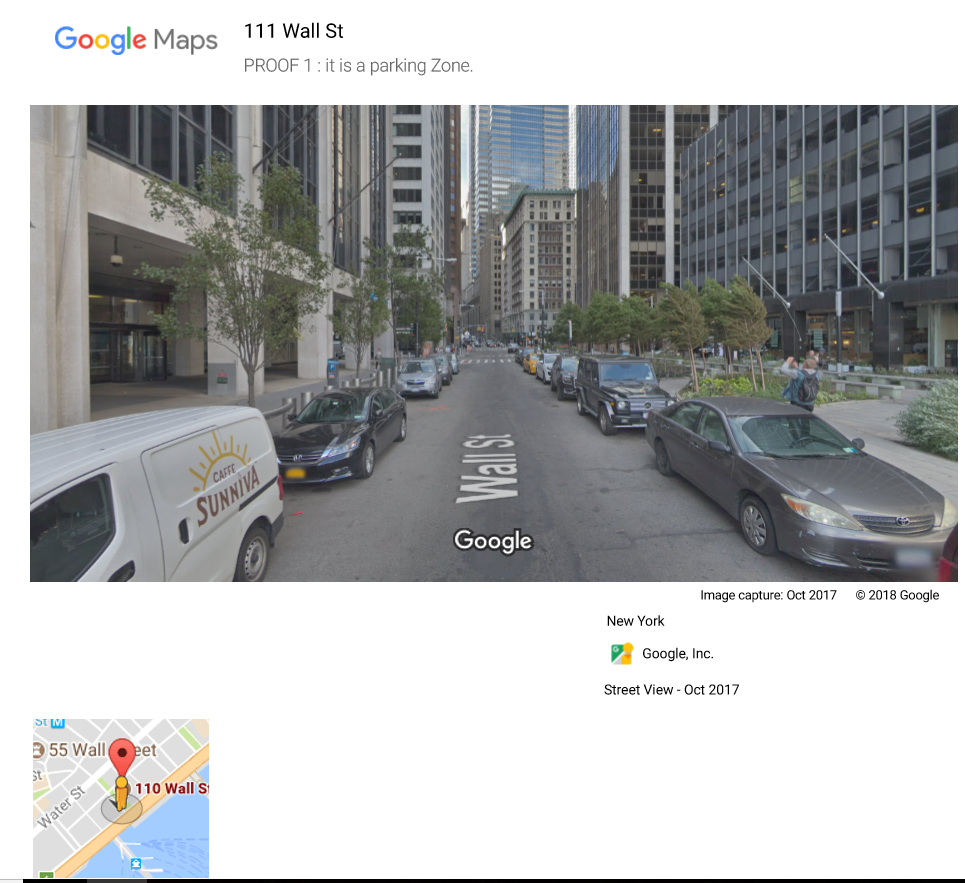 Google Maps
111 Wall St
PROOF 1 : it is a parking Zone.
CAFFE
SUNNIVA
Wall St
Google
Image capture: Oct 2017 © 2018 Google
New York
Google, Inc.
Street View - Oct 2017
St M
55 Wall eet
St
110 Wall S
Water St